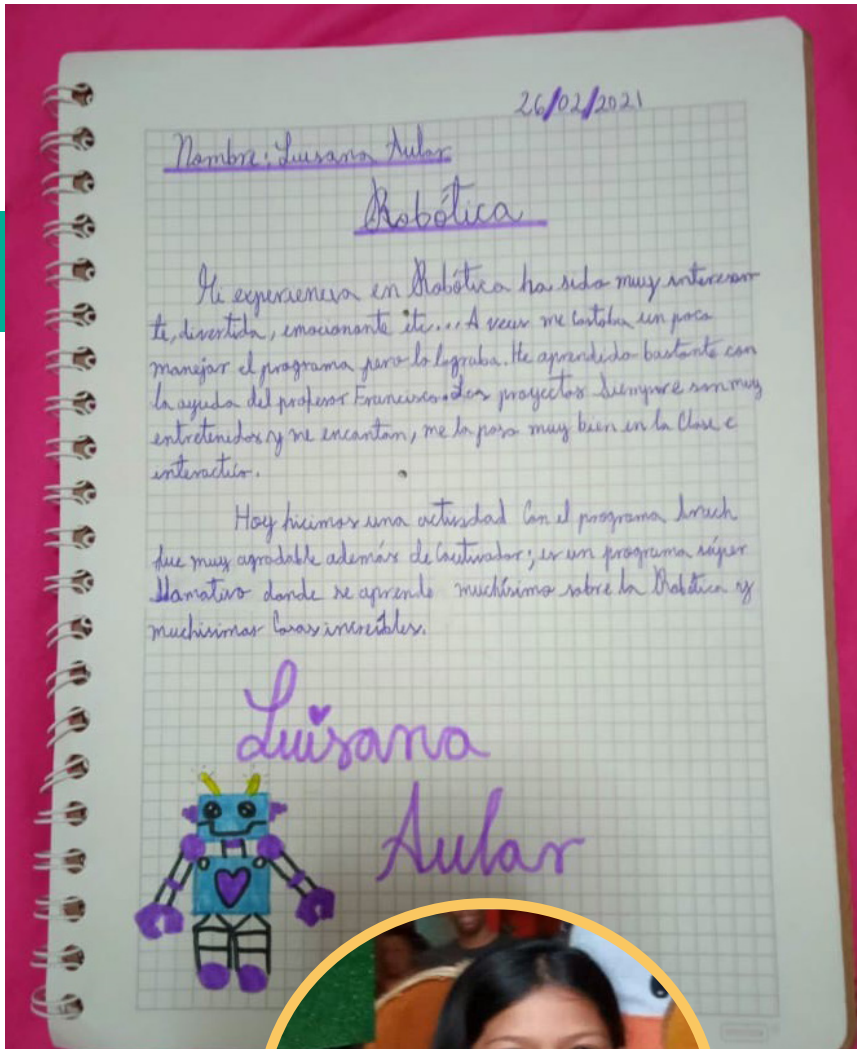 26/02/2021
Nombre: Luisana Aular
Robótica
Mi experiencia en Robótica ha sido muy interesan
te, divertida, emocionante etc... A veces me costaba un poco
manejar el programa pero lo lograba. He aprendido bastante con
la ayuda del profesor Francisco. Los proyectos siempre son muy
entretenidos y me encantan, me la paso muy bien en la clase e
Hoy hicimos una actividad con el programa
fue muy agradable además de cautivador; es un programa súper
llamativo donde se aprende muchísimo sobre la Robótica y
muchisimas cosas increíbles.
Luisana
Aular